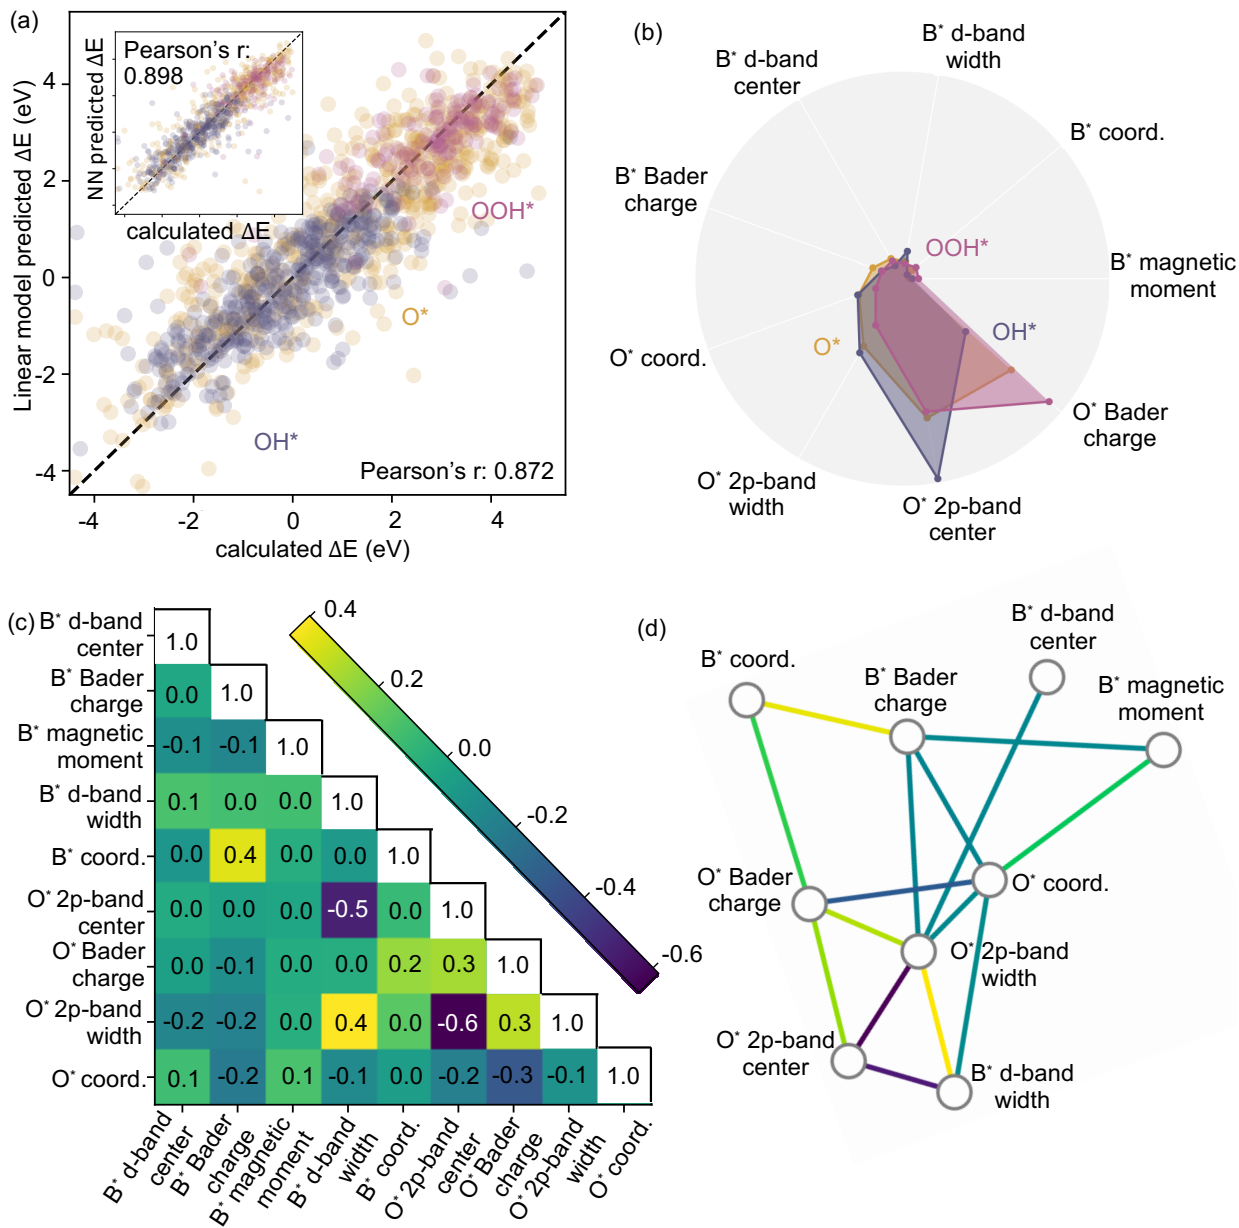 (a)
Linear model predicted ΔE (eV)
4
2
0
-2
-4
-4
-2
0
2
4
calculated ΔE (eV)
NN predicted ΔE
Pearson's r:
0.898
calculated ΔE
OOH*
O*
OH*
Pearson's r: 0.872
(b)
B* d-band
width
B* d-band
center
B* coord.
B* Bader
charge
OOH*
B* magnetic
moment
OH*
O*
O* coord.
O* Bader
charge
O* 2p-band
width
O* 2p-band
center
(c)
B* d-band
center
B* Bader
charge
B* magnetic
moment
B* d-band
width
B* coord.
O* 2p-band
center
O* Bader
charge
O* 2p-band
width
O* coord.
1.0
0.0 1.0
-0.1 -0.1 1.0
0.1 0.0 0.0 1.0
0.0 0.4 0.0 0.0 1.0
0.0 0.0 0.0 -0.5 0.0 1.0
0.0 -0.1 0.0 0.0 0.2 0.3 1.0
-0.2 -0.2 0.0 0.4 0.0 -0.6 0.3 1.0
0.1 -0.2 0.1 -0.1 0.0 -0.2 -0.3 -0.1 1.0
B* d-band
center
B* Bader
charge
B* magnetic
moment
B* d-band
width
B* coord.
O* 2p-band
center
O* Bader
charge
O* 2p-band
width
O* coord.
0.4
0.2
0.0
-0.2
-0.4
-0.6
(d)
B* d-band
center
B* coord.
B* Bader
charge
B* magnetic
moment
O* Bader
charge
O* coord.
O* 2p-band
width
O* 2p-band
center
B* d-band
width